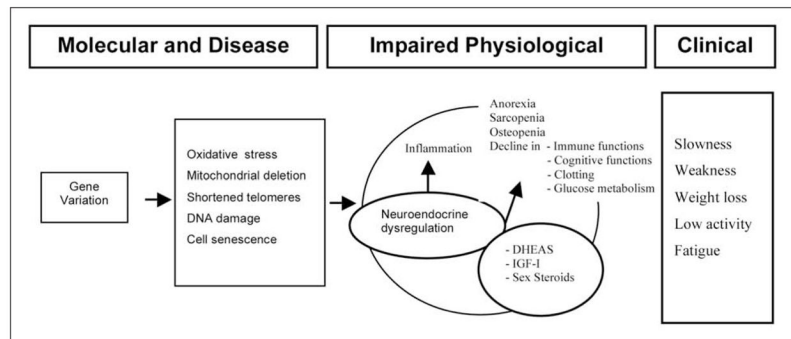 Molecular and Disease
Impaired Physiological
Clinical
Gene
Variation
Oxidative stress
Mitochondrial deletion
Shortened telomeres
DNA damage
Cell senescence
Inflammation
Neuroendocrine
dysregulation
Anorexia
Sarcopenia
Osteopenia
Decline in - Immune functions
- Cognitive functions
- Clotting
- Glucose metabolism
- DHEAS
- IGF-I
- Sex Steroids
Slowness
Weakness
Weight loss
Low activity
Fatigue